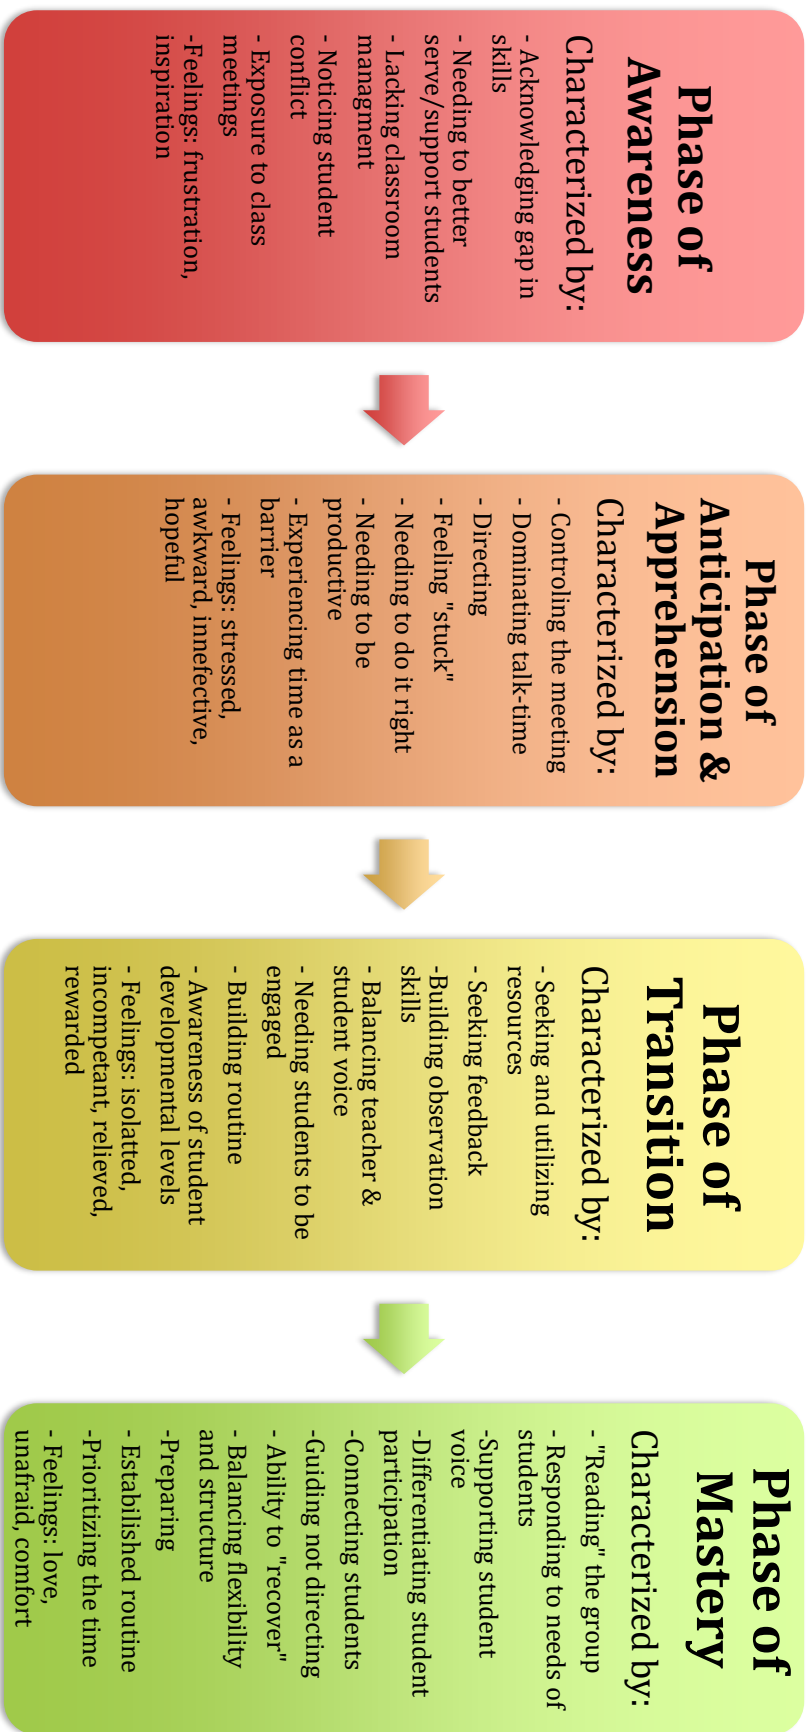 Phase of
Awareness
Characterized by:
- Acknowledging gap in
skills
- Needing to better
serve/support students
- Lacking classroom
managment
- Noticing student
conflict
- Exposure to class
meetings
-Feelings: frustration,
inspiration
Phase of
Anticipation &
Apprehension
Characterized by:
- Controling the meeting
- Dominating talk-time
- Directing
- Feeling "stuck"
- Needing to do it right
- Needing to be
productive
- Experiencing time as a
barrier
- Feelings: stressed,
awkward, innefective,
hopeful
Phase of
Transition
Characterized by:
- Seeking and utilizing
resources
- Seeking feedback
-Building observation
skills
- Balancing teacher &
student voice
- Needing students to be
engaged
- Building routine
- Awareness of student
developmental levels
- Feelings: isolatted,
incompetant, relieved,
rewarded
Phase of
Mastery
Characterized by:
- "Reading" the group
- Responding to needs of
students
-Supporting student
voice
-Differentiating student
participation
-Connecting students
-Guiding not directing
- Ability to "recover"
- Balancing flexibility
and structure
-Preparing
- Estabilished routine
-Prioritizing the time
- Feelings: love,
unafraid, comfort